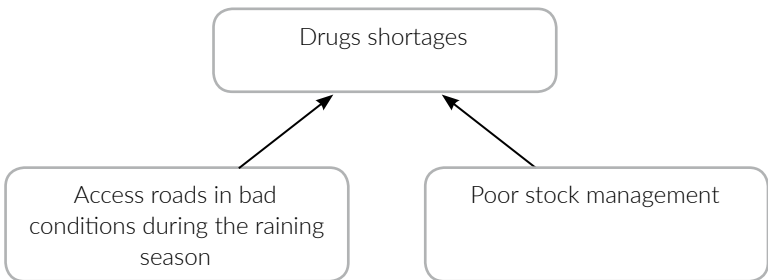 Drugs shortages
Access roads in bad
conditions during the raining
season
Poor stock management